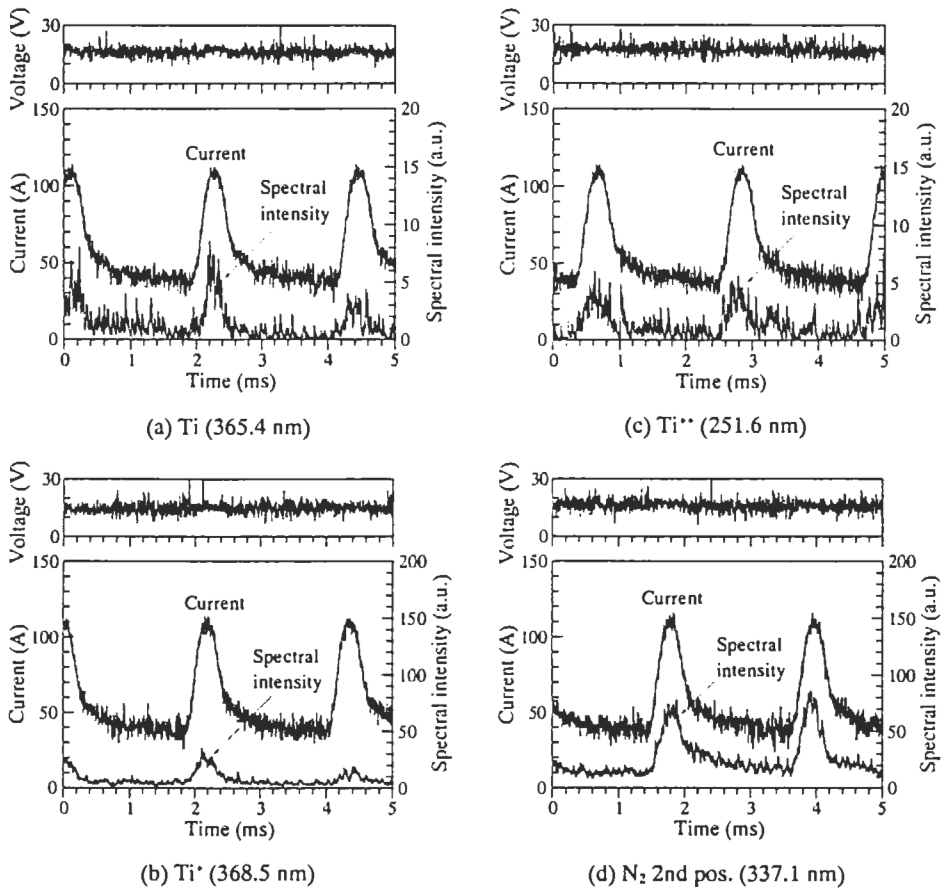 Voltage (V)
30
15
0
Current (A)
150
100
50
0
Spectral intensity (a.u.)
20
15
10
5
0
Current
Spectral
intensity
0 1 2 3 4 5
Time (ms)
(a) Ti (365.4 nm)
Voltage (V)
30
15
0
Current (A)
150
100
50
0
Spectral intensity (a.u.)
20
15
10
5
0
Current
Spectral
intensity
0 1 2 3 4 5
Time (ms)
(c) Ti** (251.6 nm)
Voltage (V)
30
15
0
Current (A)
150
100
50
0
Spectral intensity (a.u.)
200
150
100
50
0
Current
Spectral
intensity
0 1 2 3 4 5
Time (ms)
(b) Ti* (368.5 nm)
Voltage (V)
30
15
0
Current (A)
150
100
50
0
Spectral intensity (a.u.)
200
150
100
50
0
Current
Spectral
intensity
0 1 2 3 4 5
Time (ms)
(d) N₂ 2nd pos. (337.1 nm)